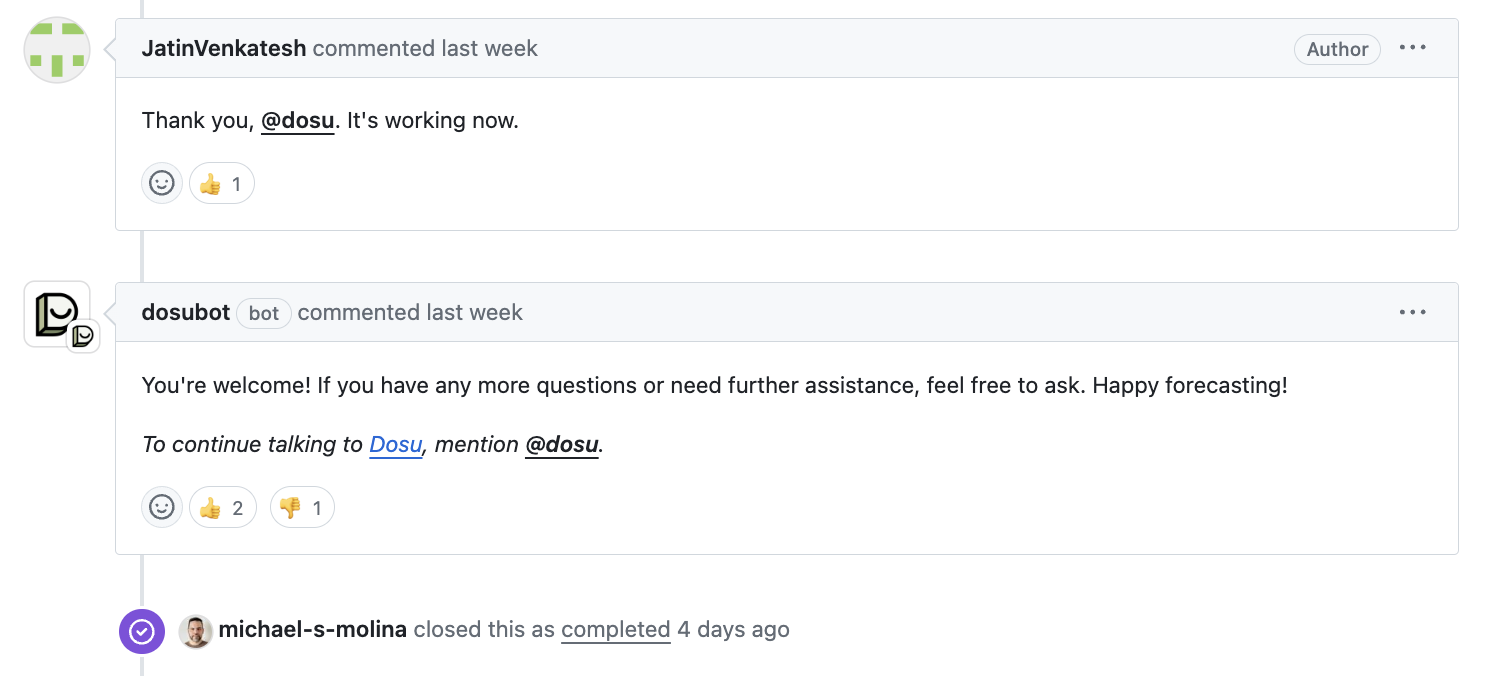 JatinVenkatesh commented last week Author
Thank you, @dosu. It's working now.
👍 1
dosubot bot commented last week
You're welcome! If you have any more questions or need further assistance, feel free to ask. Happy forecasting!
To continue talking to Dosu, mention @dosu.
👍 2 👎 1
michael-s-molina closed this as completed 4 days ago